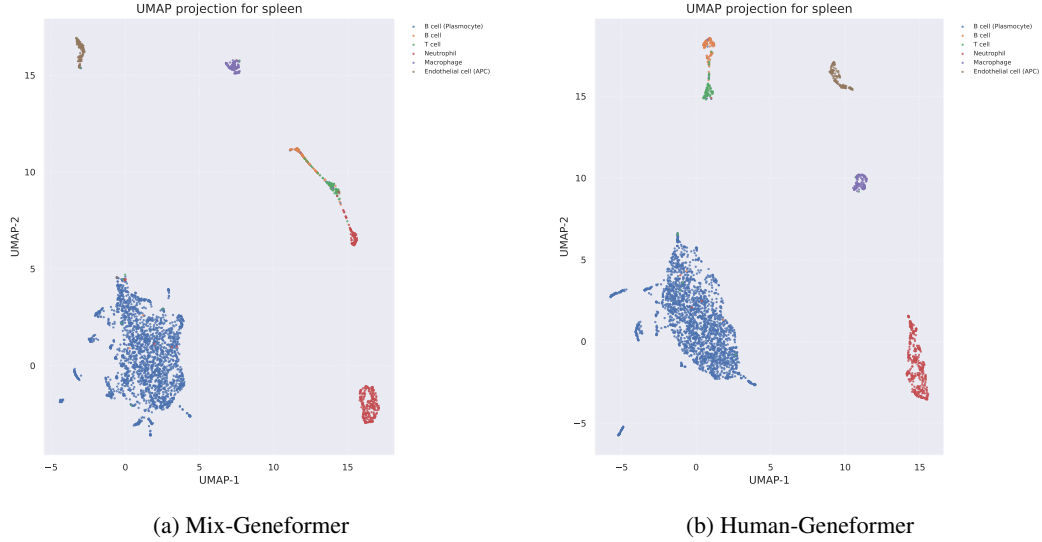 UMAP projection for spleen
B cell (Plasmocyte)
B cell
T cell
Neutrophil
Macrophage
Endothelial cell (APC)
15
10
5
0
UMAP-2
−5
0
5
10
15
UMAP-1
(a) Mix-Geneformer
UMAP projection for spleen
B cell (Plasmocyte)
B cell
T cell
Neutrophil
Macrophage
Endothelial cell (APC)
15
10
5
0
−5
UMAP-2
−5
0
5
10
15
UMAP-1
(b) Human-Geneformer